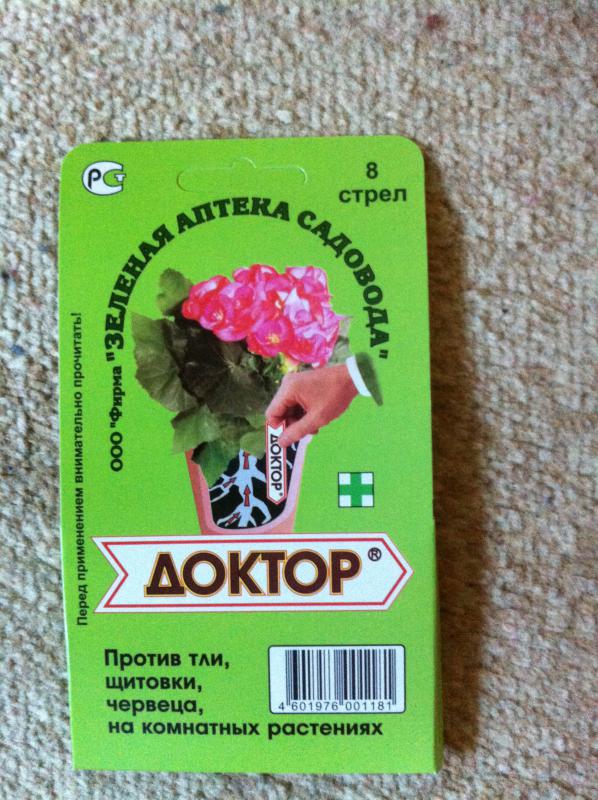 РСТ
8
стрел
ООО "Фирма "ЗЕЛЕНАЯ АПТЕКА САДОВОДА"
Перед применением внимательно прочитать!
ДОКТОР®
ДОКТОР®
Против тли,
щитовки,
червеца,
на комнатных растениях
4 601976 001181